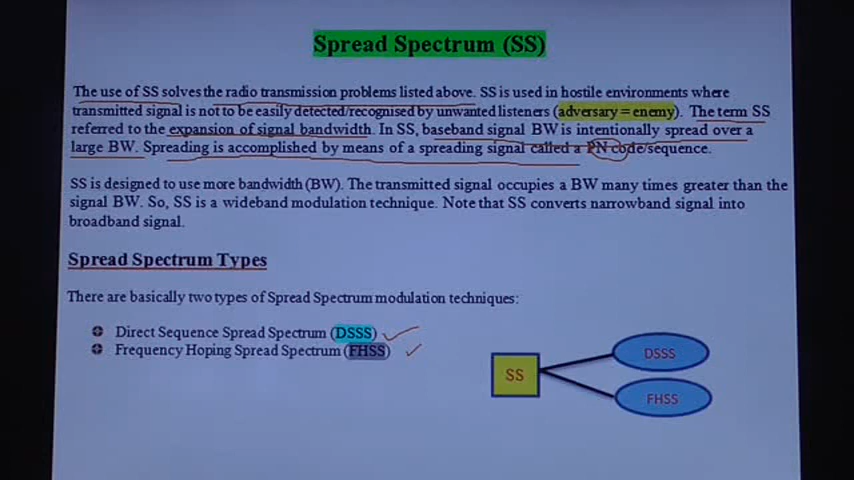 Spread Spectrum (SS)
The use of SS solves the radio transmission problems listed above. SS is used in hostile environments where
transmitted signal is not to be easily detected/recognised by unwanted listeners (adversary = enemy). The term SS
referred to the expansion of signal bandwidth. In SS, baseband signal BW is intentionally spread over a
large BW. Spreading is accomplished by means of a spreading signal called a PN code/sequence.
SS is designed to use more bandwidth (BW). The transmitted signal occupies a BW many times greater than the
signal BW. So, SS is a wideband modulation technique. Note that SS converts narrowband signal into
broadband signal.
Spread Spectrum Types
There are basically two types of Spread Spectrum modulation techniques:
Direct Sequence Spread Spectrum (DSSS)
Frequency Hoping Spread Spectrum (FHSS)
DSSS
SS
FHSS